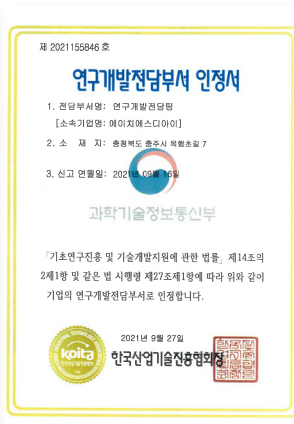 제 2021155846 호
연구개발전담부서 인정서
1. 전담부서명: 연구개발전담팀
[소속기업명: 에이치에스디아이]
2. 소 재 지: 충청북도 충주시 목행초길 7
3. 신고 연월일: 2021년 09월 16일
과학기술정보통신부
「기초연구진흥 및 기술개발지원에 관한 법률」 제14조의
2제1항 및 같은 법 시행령 제27조제1항에 따라 위와 같이
기업의 연구개발전담부서로 인정합니다.
2021년 9월 27일
한국산업기술진흥협회장
koita